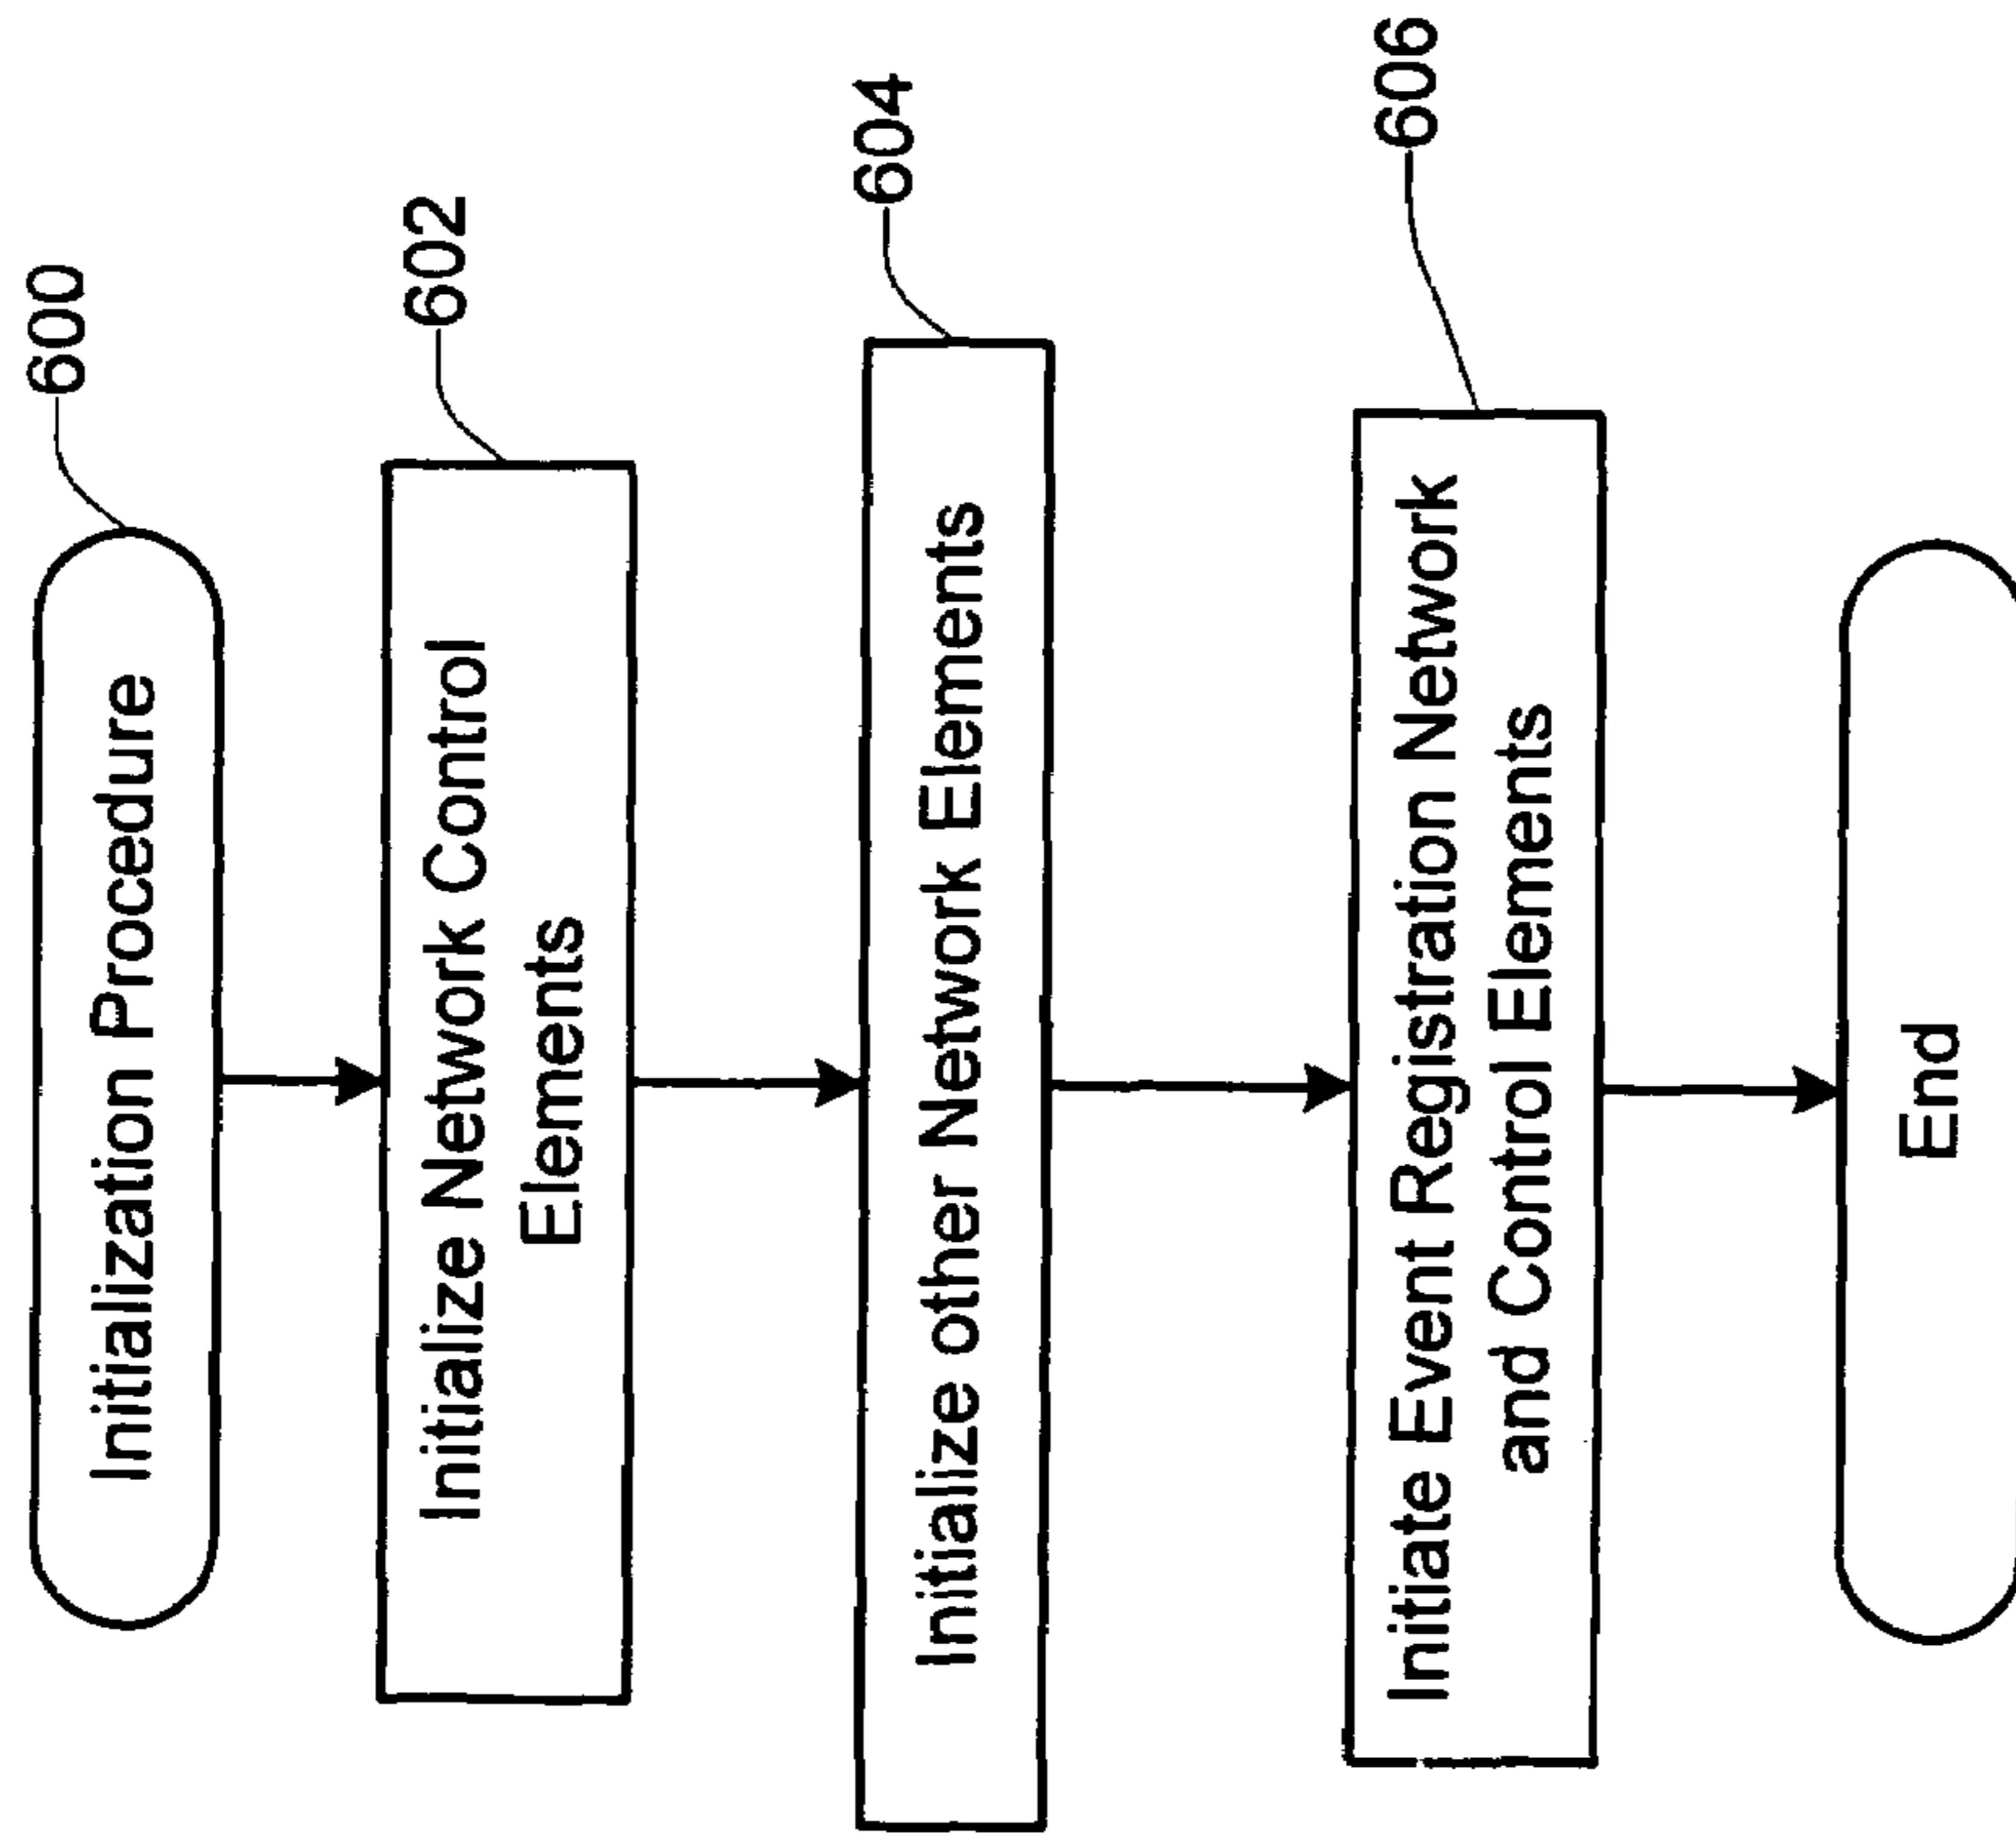 600
Initialization Procedure
602
Initialize Network Control
Elements
604
Initialize other Network Elements
606
Initiate Event Registration Network
and Control Elements
End